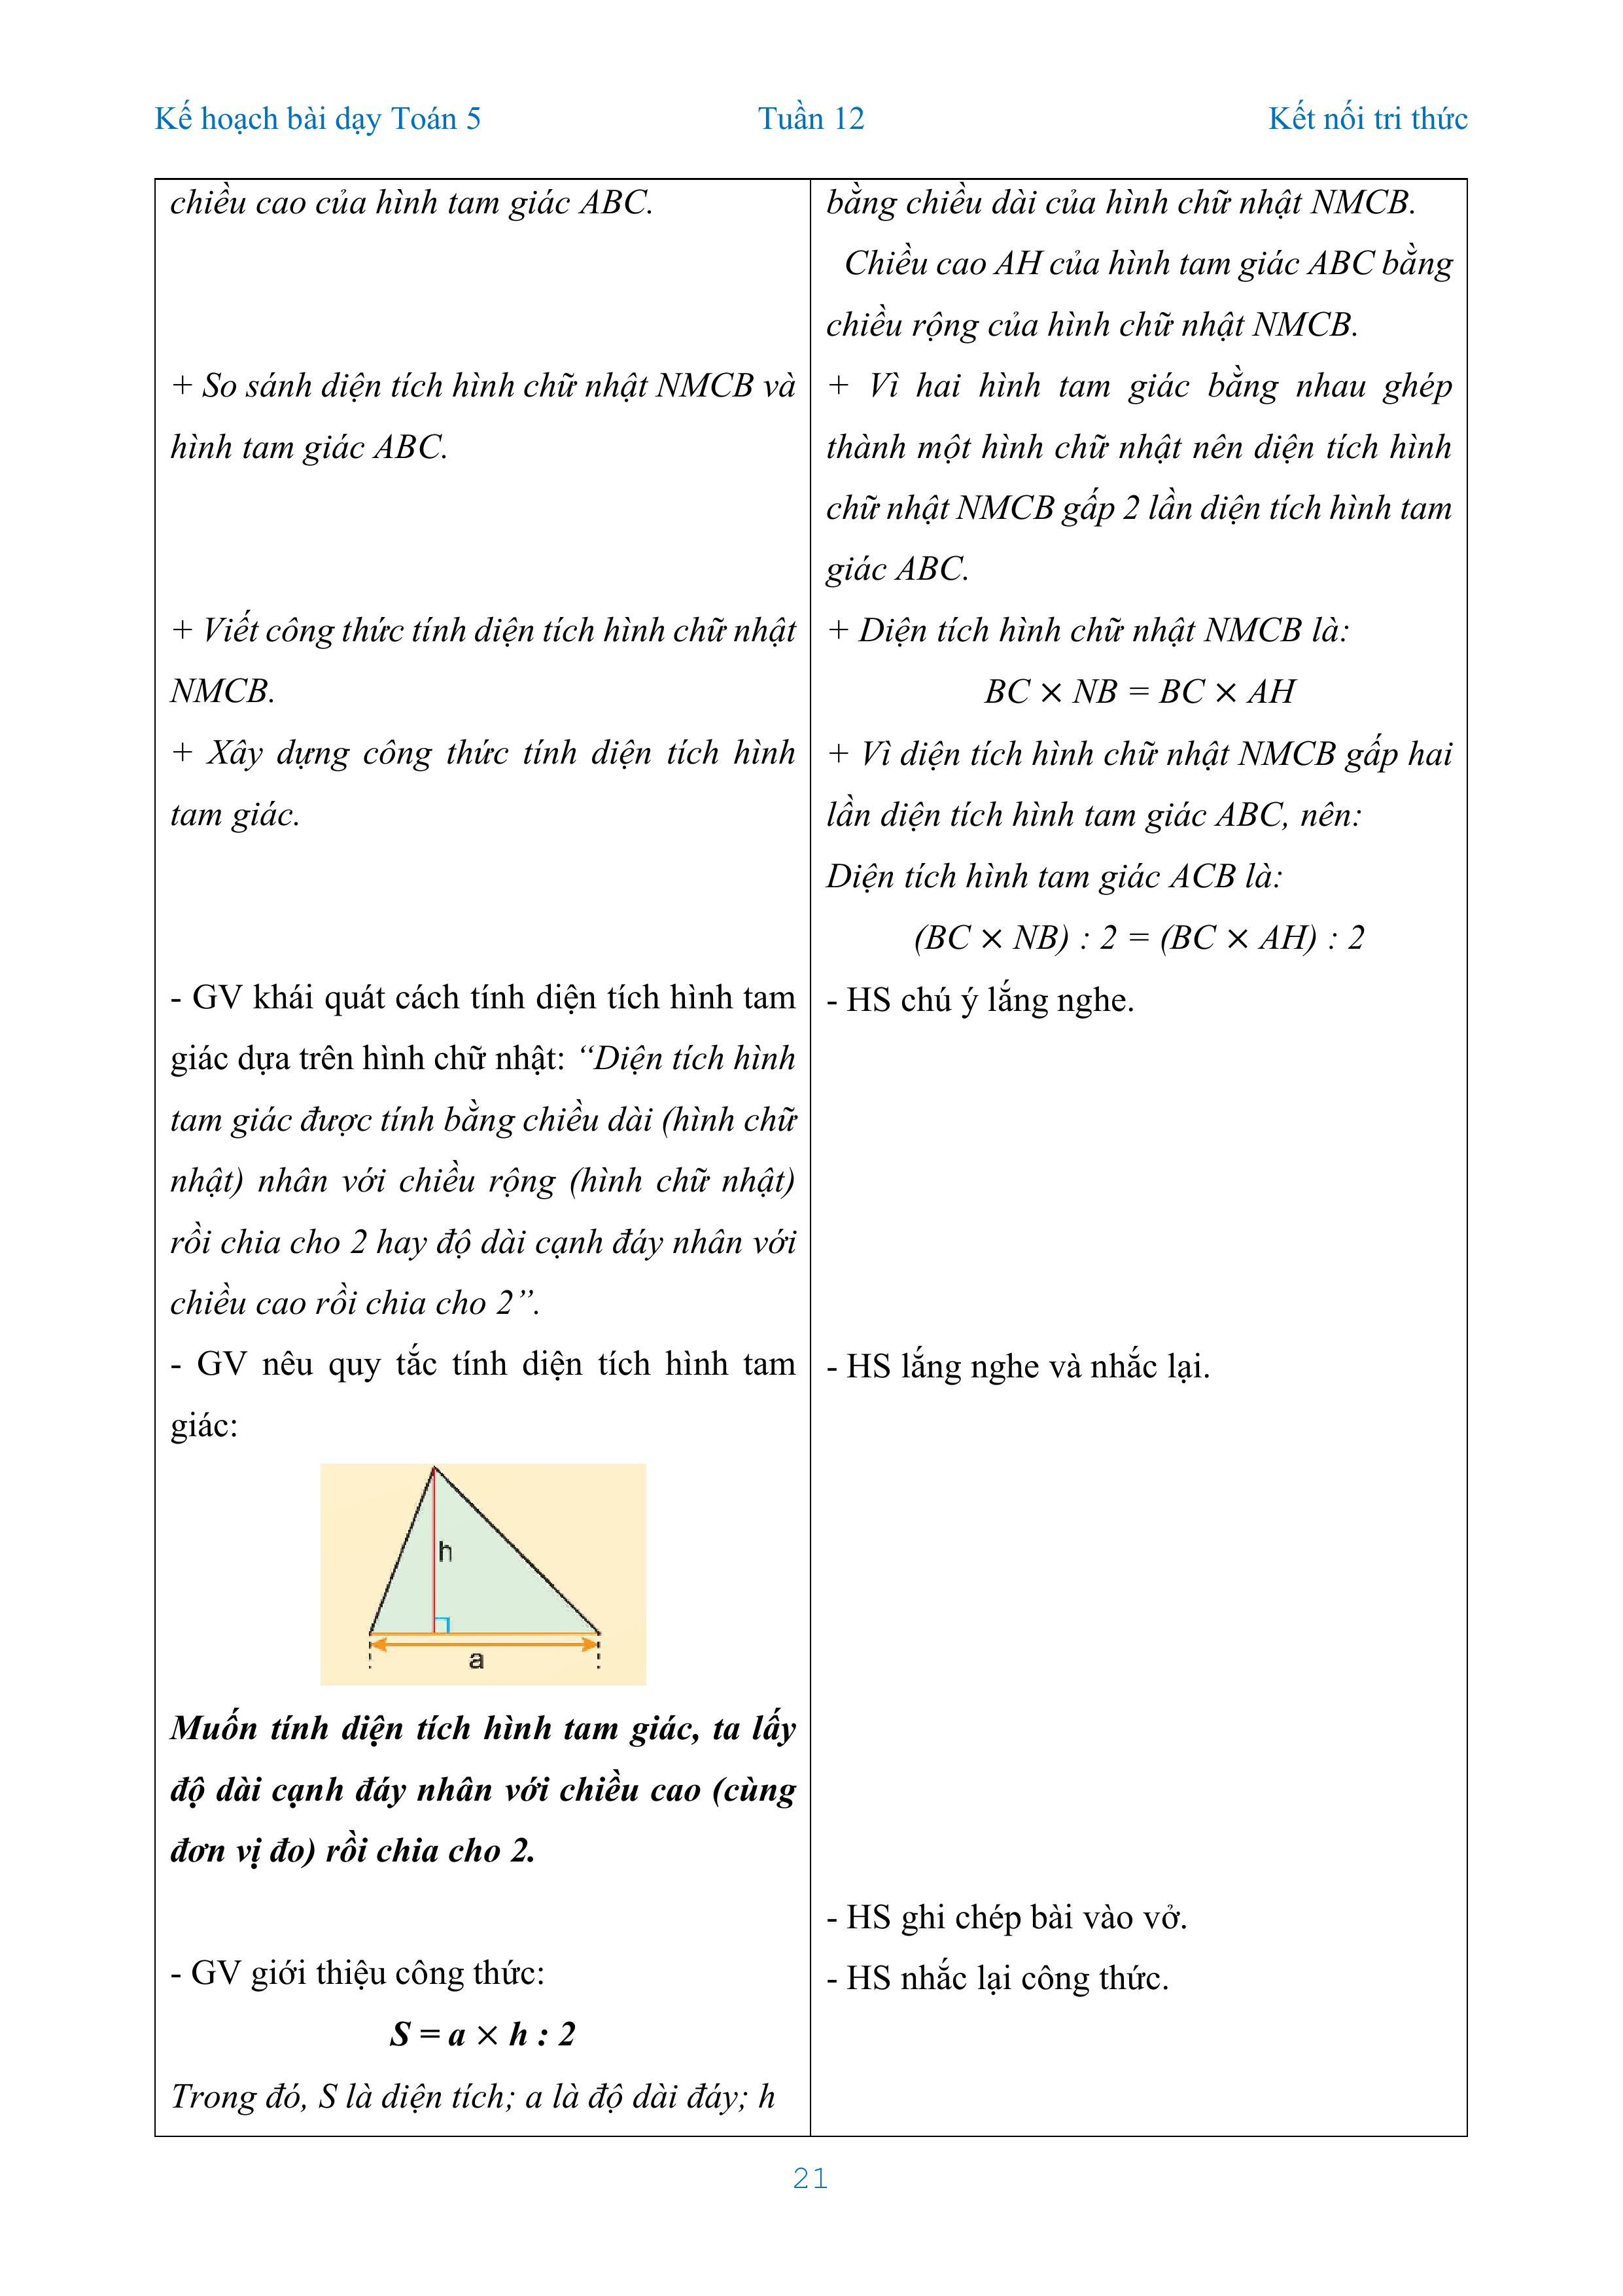 Kế hoạch bài dạy Toán 5 Tuần 12 Kết nối tri thức
chiều cao của hình tam giác ABC.
+ So sánh diện tích hình chữ nhật NMCB và
hình tam giác ABC.
+ Viết công thức tính diện tích hình chữ nhật
NMCB.
+ Xây dựng công thức tính diện tích hình
tam giác.
- GV khái quát cách tính diện tích hình tam
giác dựa trên hình chữ nhật: “Diện tích hình
tam giác được tính bằng chiều dài (hình chữ
nhật) nhân với chiều rộng (hình chữ nhật)
rồi chia cho 2 hay độ dài cạnh đáy nhân với
chiều cao rồi chia cho 2”.
- GV nêu quy tắc tính diện tích hình tam
giác:
h
a
Muốn tính diện tích hình tam giác, ta lấy
độ dài cạnh đáy nhân với chiều cao (cùng
đơn vị đo) rồi chia cho 2.
- GV giới thiệu công thức:
S = a × h : 2
Trong đó, S là diện tích; a là độ dài đáy; h
bằng chiều dài của hình chữ nhật NMCB.
Chiều cao AH của hình tam giác ABC bằng
chiều rộng của hình chữ nhật NMCB.
+ Vì hai hình tam giác bằng nhau ghép
thành một hình chữ nhật nên diện tích hình
chữ nhật NMCB gấp 2 lần diện tích hình tam
giác ABC.
+ Diện tích hình chữ nhật NMCB là:
BC × NB = BC × AH
+ Vì diện tích hình chữ nhật NMCB gấp hai
lần diện tích hình tam giác ABC, nên:
Diện tích hình tam giác ACB là:
(BC × NB) : 2 = (BC × AH) : 2
- HS chú ý lắng nghe.
- HS lắng nghe và nhắc lại.
- HS ghi chép bài vào vở.
- HS nhắc lại công thức.
21